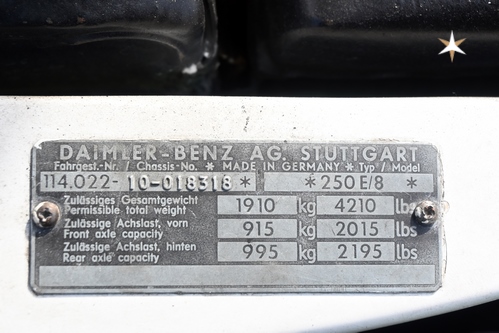 DAIMLER-BENZ AG. STUTTGART
Fahrgest.-Nr. / Chassis-No. * MADE IN GERMANY * Typ / Model
114.022- 10-018318 * * 250 E/8 *
Zulässiges Gesamtgewicht
Permissible total weight 1910 kg 4210 lbs
Zulässige Achslast, vorn
Front axle capacity 915 kg 2015 lbs
Zulässige Achslast, hinten
Rear axle capacity 995 kg 2195 lbs